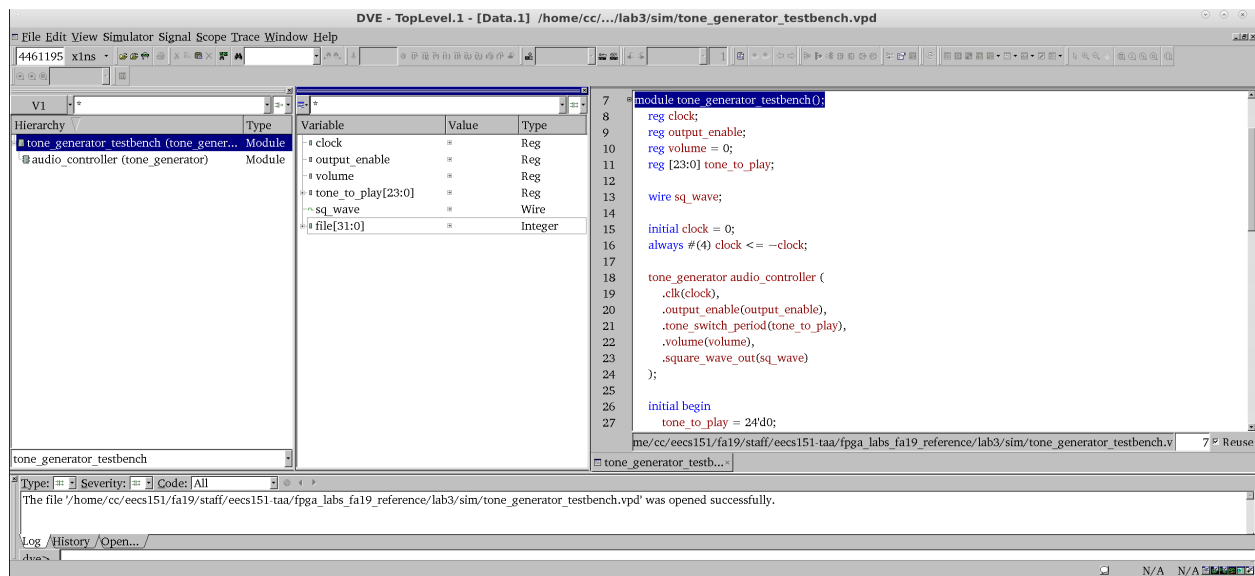 DVE - TopLevel.1 - [Data.1]  /home/cc/.../lab3/sim/tone_generator_testbench.vpd
File Edit View Simulator Signal Scope Trace Window Help
4461195 x1ns
1
V1 *
*
Hierarchy Type
tone_generator_testbench (tone_gener... Module
audio_controller (tone_generator) Module
tone_generator_testbench
Variable Value Type
clock Reg
output_enable Reg
volume Reg
tone_to_play[23:0] Reg
sq_wave Wire
file[31:0] Integer
7 module tone_generator_testbench();
8 reg clock;
9 reg output_enable;
10 reg volume = 0;
11 reg [23:0] tone_to_play;
12
13 wire sq_wave;
14
15 initial clock = 0;
16 always #(4) clock <= ~clock;
17
18 tone_generator audio_controller (
19 .clk(clock),
20 .output_enable(output_enable),
21 .tone_switch_period(tone_to_play),
22 .volume(volume),
23 .square_wave_out(sq_wave)
24 );
25
26 initial begin
27 tone_to_play = 24'd0;
me/cc/eecs151/fa19/staff/eecs151-taa/fpga_labs_fa19_reference/lab3/sim/tone_generator_testbench.v 7 Reuse
tone_generator_testb...
Type: Severity: Code: All
The file '/home/cc/eecs151/fa19/staff/eecs151-taa/fpga_labs_fa19_reference/lab3/sim/tone_generator_testbench.vpd' was opened successfully.
Log History Open...
dve>
N/A N/A